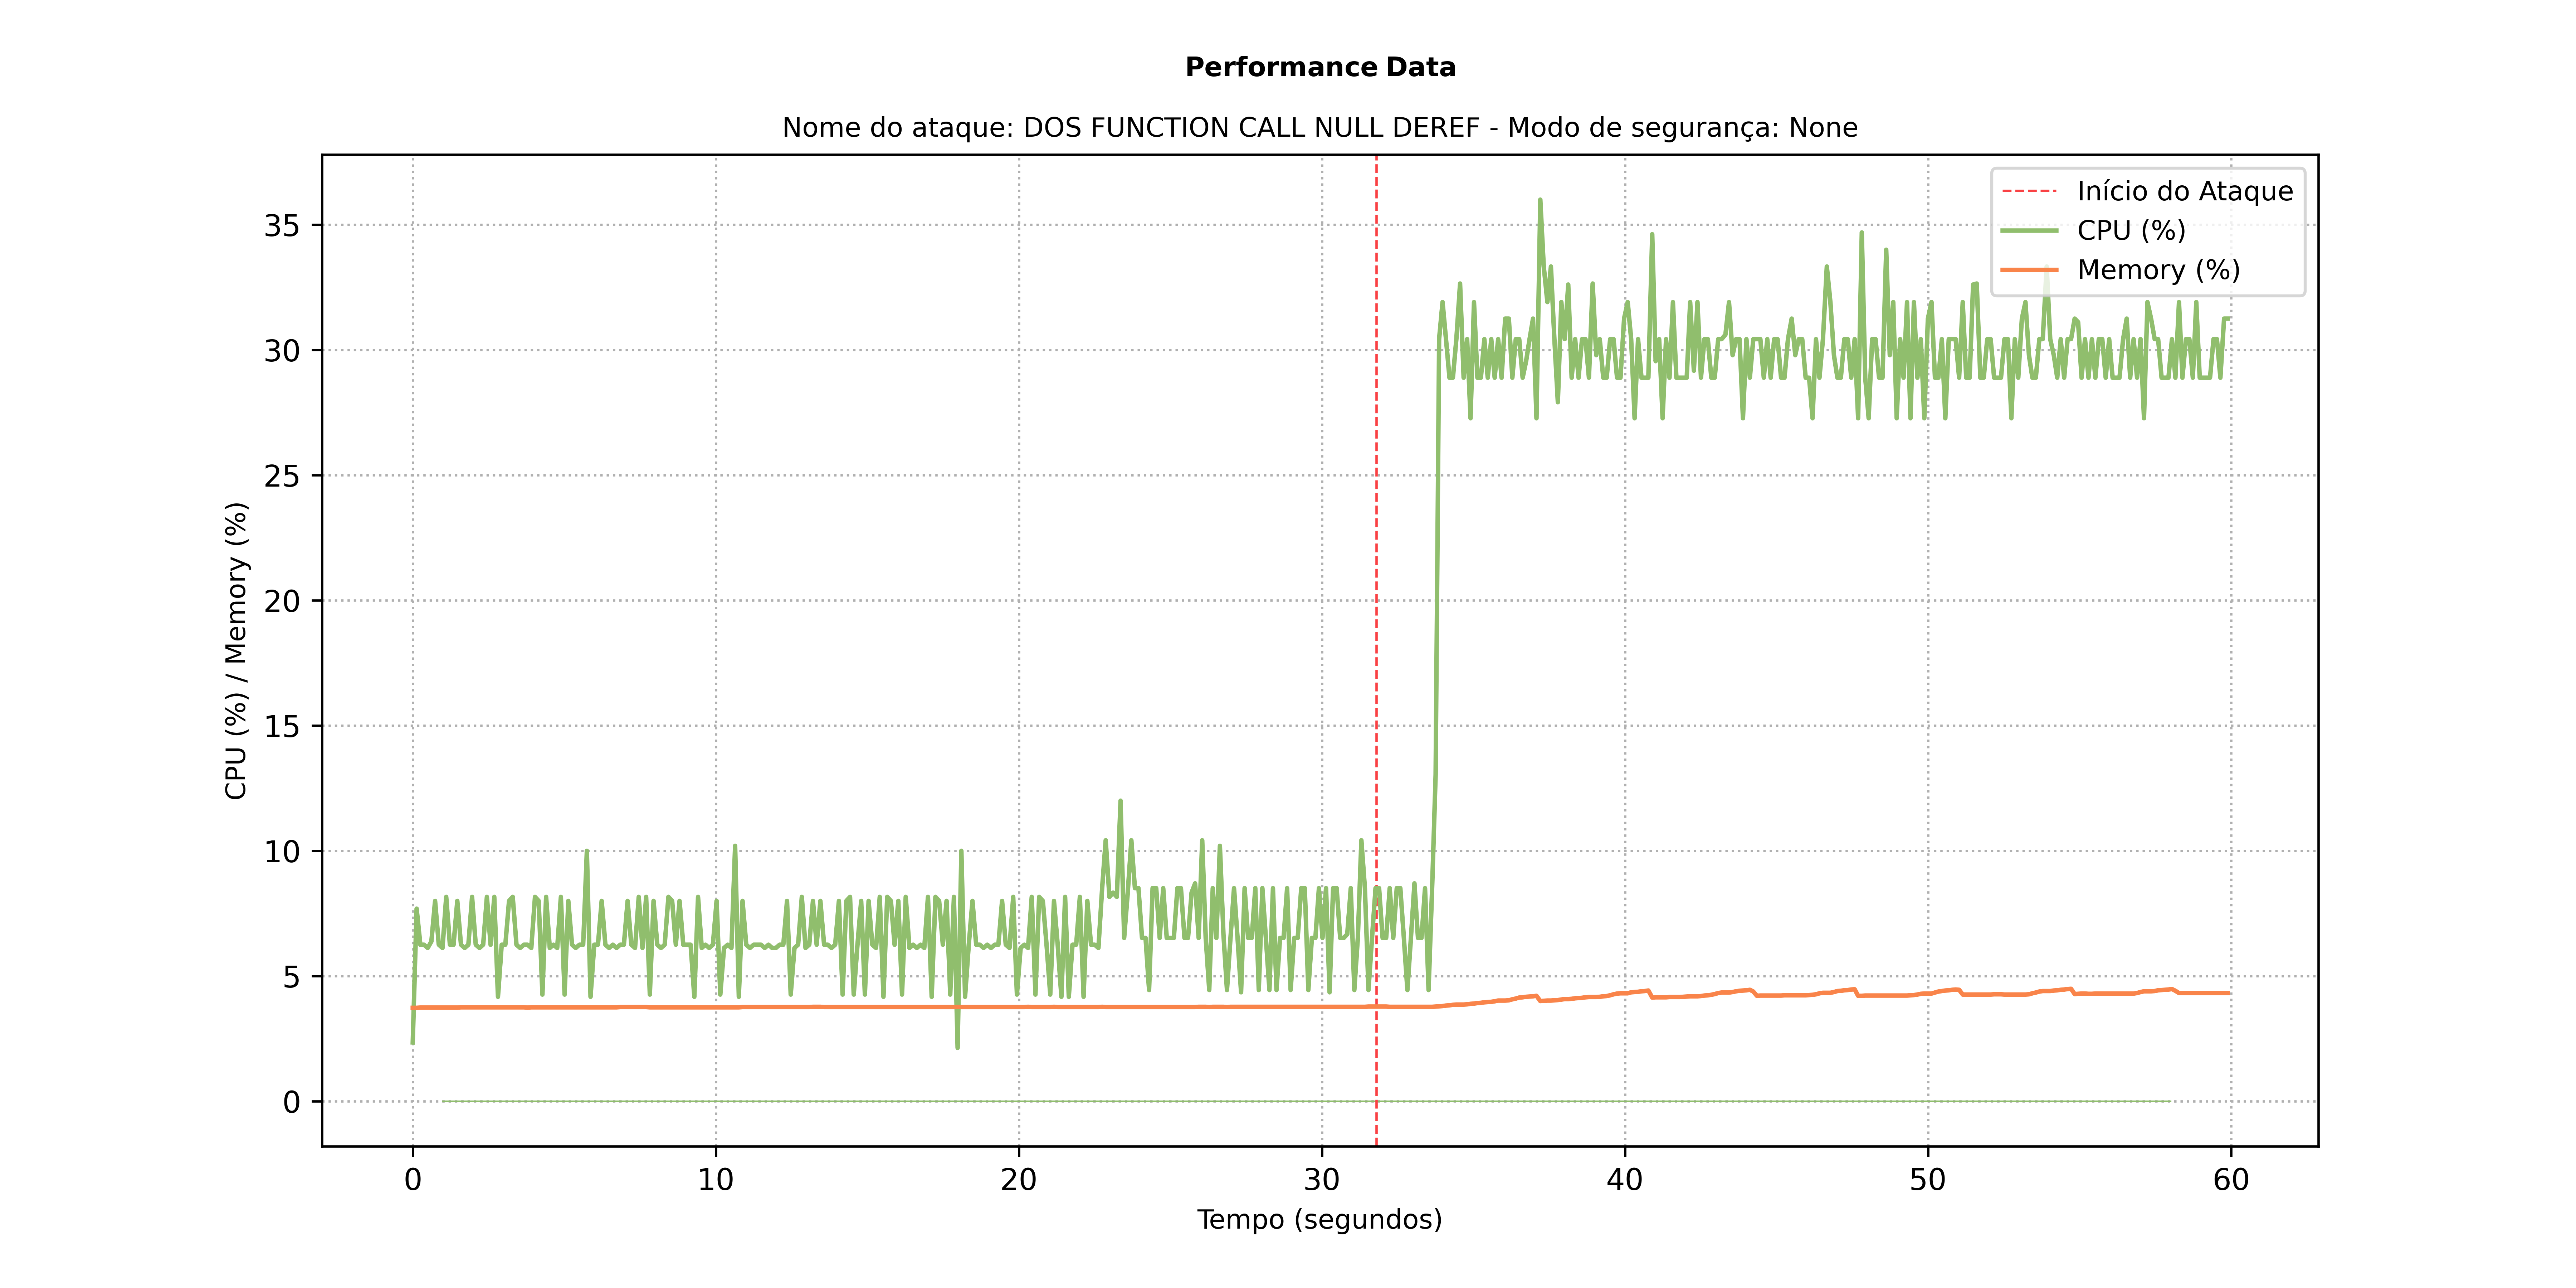 Performance Data
Nome do ataque: DOS FUNCTION CALL NULL DEREF - Modo de segurança: None
Início do Ataque
CPU (%)
Memory (%)
CPU (%) / Memory (%)
35
30
25
20
15
10
5
0
0 10 20 30 40 50 60
Tempo (segundos)